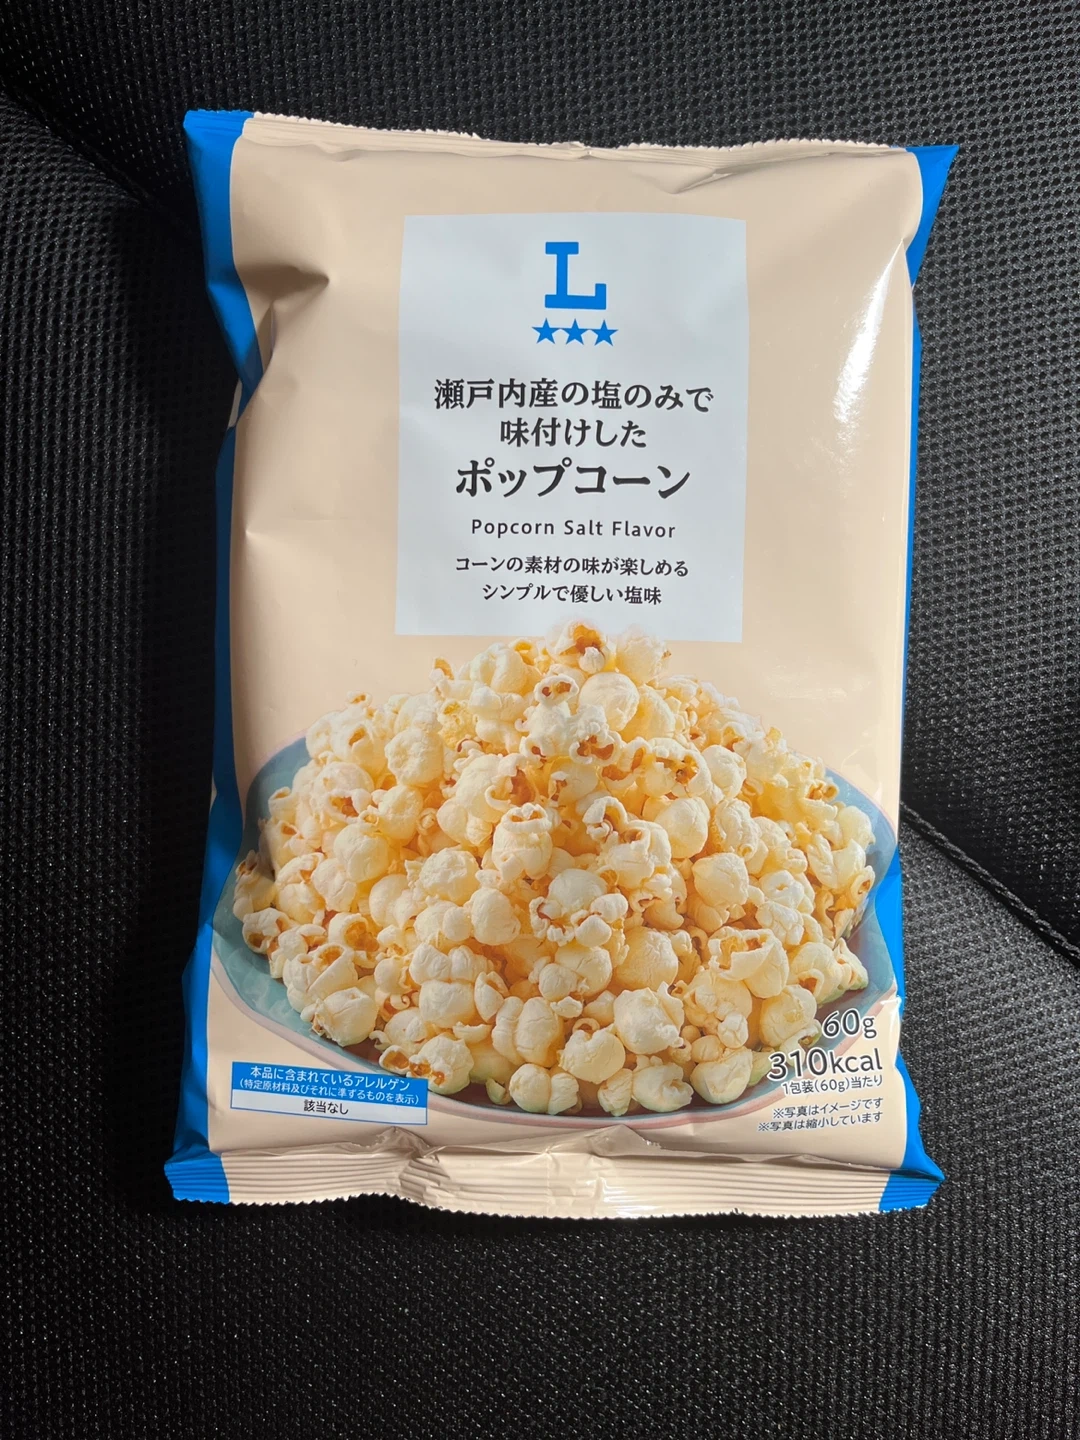 L
★★★
瀬戸内産の塩のみで
味付けした
ポップコーン
Popcorn Salt Flavor
コーンの素材の味が楽しめる
シンプルで優しい塩味
60g
310kcal
1包装(60g)当たり
※写真はイメージです
※写真は縮小しています
本品に含まれているアレルゲン
(特定原材料及びそれに準ずるものを表示)
該当なし